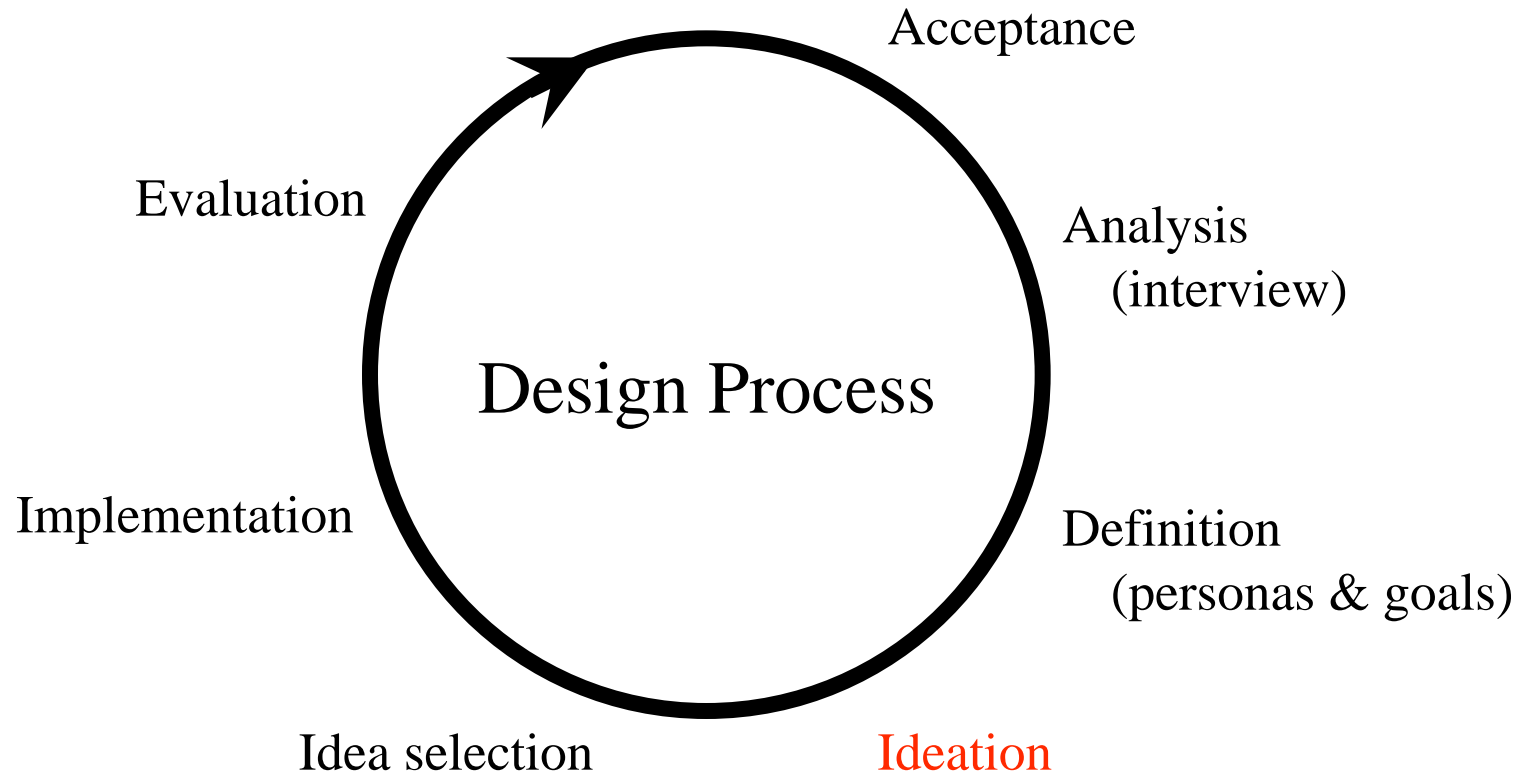 Acceptance
Analysis
(interview)
Definition
(personas & goals)
Ideation
Idea selection
Implementation
Evaluation
Design Process